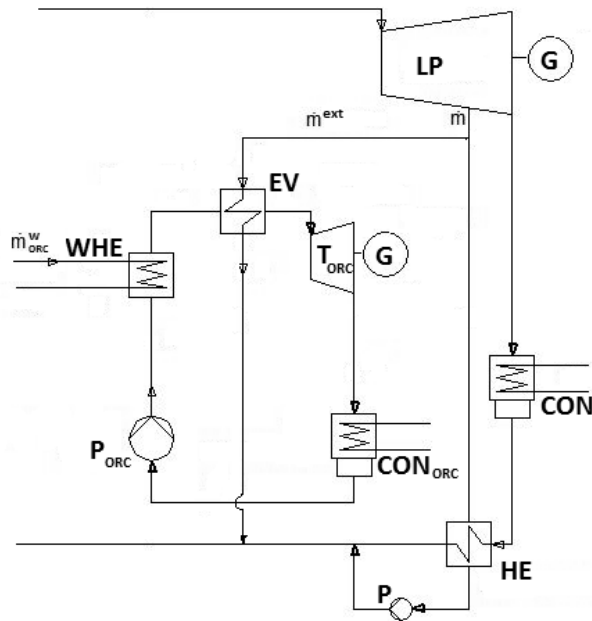 LP
G
ṁext
ṁ
EV
ṁwORC
WHE
TORC
G
PORC
CONORC
CON
HE
P